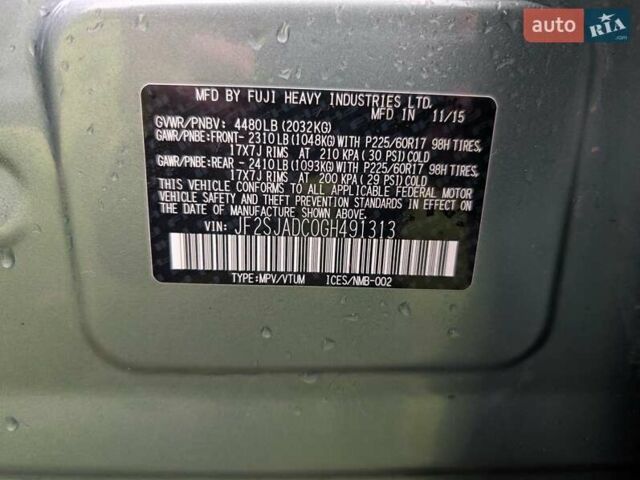 auto RIA
.com
MFD BY FUJI HEAVY INDUSTRIES LTD.
MFD IN 11/15
GVWR/PNBV: 4480LB (2032KG)
GAWR/PNBE:FRONT- 2310LB (1048KG) WITH P225/60R17 98H TIRES,
17X7J RIMS AT 210 KPA (30 PSI) COLD
GAWR/PNBE:REAR - 2410LB (1093KG) WITH P225/60R17 98H TIRES,
17X7J RIMS AT 200 KPA (29 PSI) COLD
THIS VEHICLE CONFORMS TO ALL APPLICABLE FEDERAL MOTOR
VEHICLE SAFETY AND THEFT PREVENTION STANDARDS IN EFFECT ON
THE DATE OF MANUFACTURE SHOWN ABOVE.
VIN: JF2SJADC0GH491313
TYPE:MPV/VTUM ICES/NMB-002